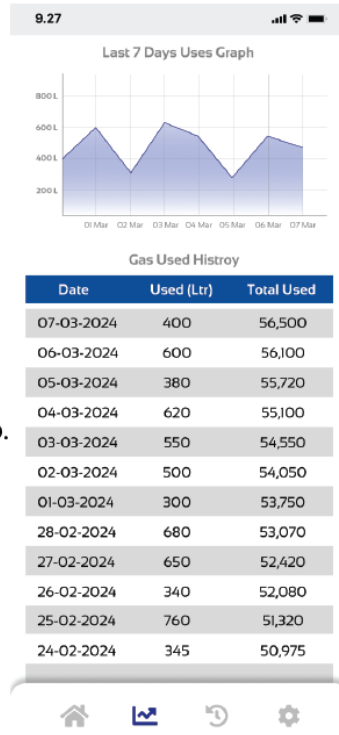 9.27
Last 7 Days Uses Graph
800 L
600 L
400 L
200 L
01 Mar 02 Mar 03 Mar 04 Mar 05 Mar 06 Mar 07 Mar
Gas Used Histroy
Date Used (Ltr) Total Used
07-03-2024 400 56,500
06-03-2024 600 56,100
05-03-2024 380 55,720
04-03-2024 620 55,100
03-03-2024 550 54,550
02-03-2024 500 54,050
01-03-2024 300 53,750
28-02-2024 680 53,070
27-02-2024 650 52,420
26-02-2024 340 52,080
25-02-2024 760 51,320
24-02-2024 345 50,975